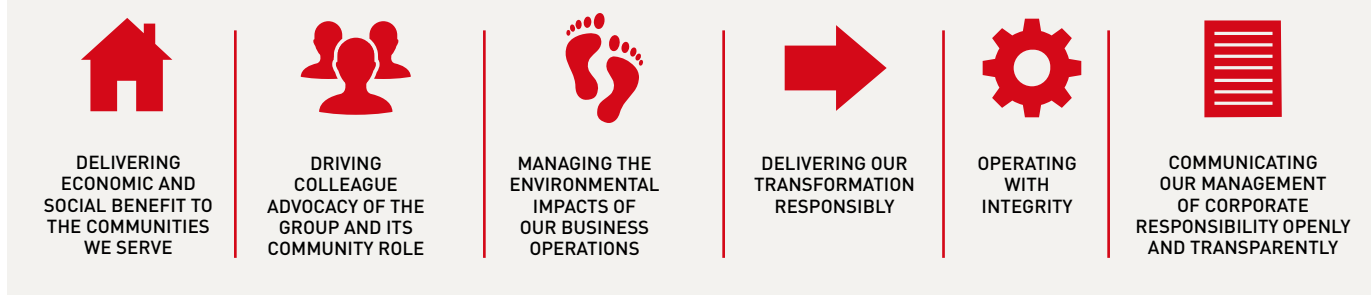 DELIVERING
ECONOMIC AND
SOCIAL BENEFIT TO
THE COMMUNITIES
WE SERVE
DRIVING
COLLEAGUE
ADVOCACY OF THE
GROUP AND ITS
COMMUNITY ROLE
MANAGING THE
ENVIRONMENTAL
IMPACTS OF
OUR BUSINESS
OPERATIONS
DELIVERING OUR
TRANSFORMATION
RESPONSIBLY
OPERATING
WITH
INTEGRITY
COMMUNICATING
OUR MANAGEMENT
OF CORPORATE
RESPONSIBILITY OPENLY
AND TRANSPARENTLY